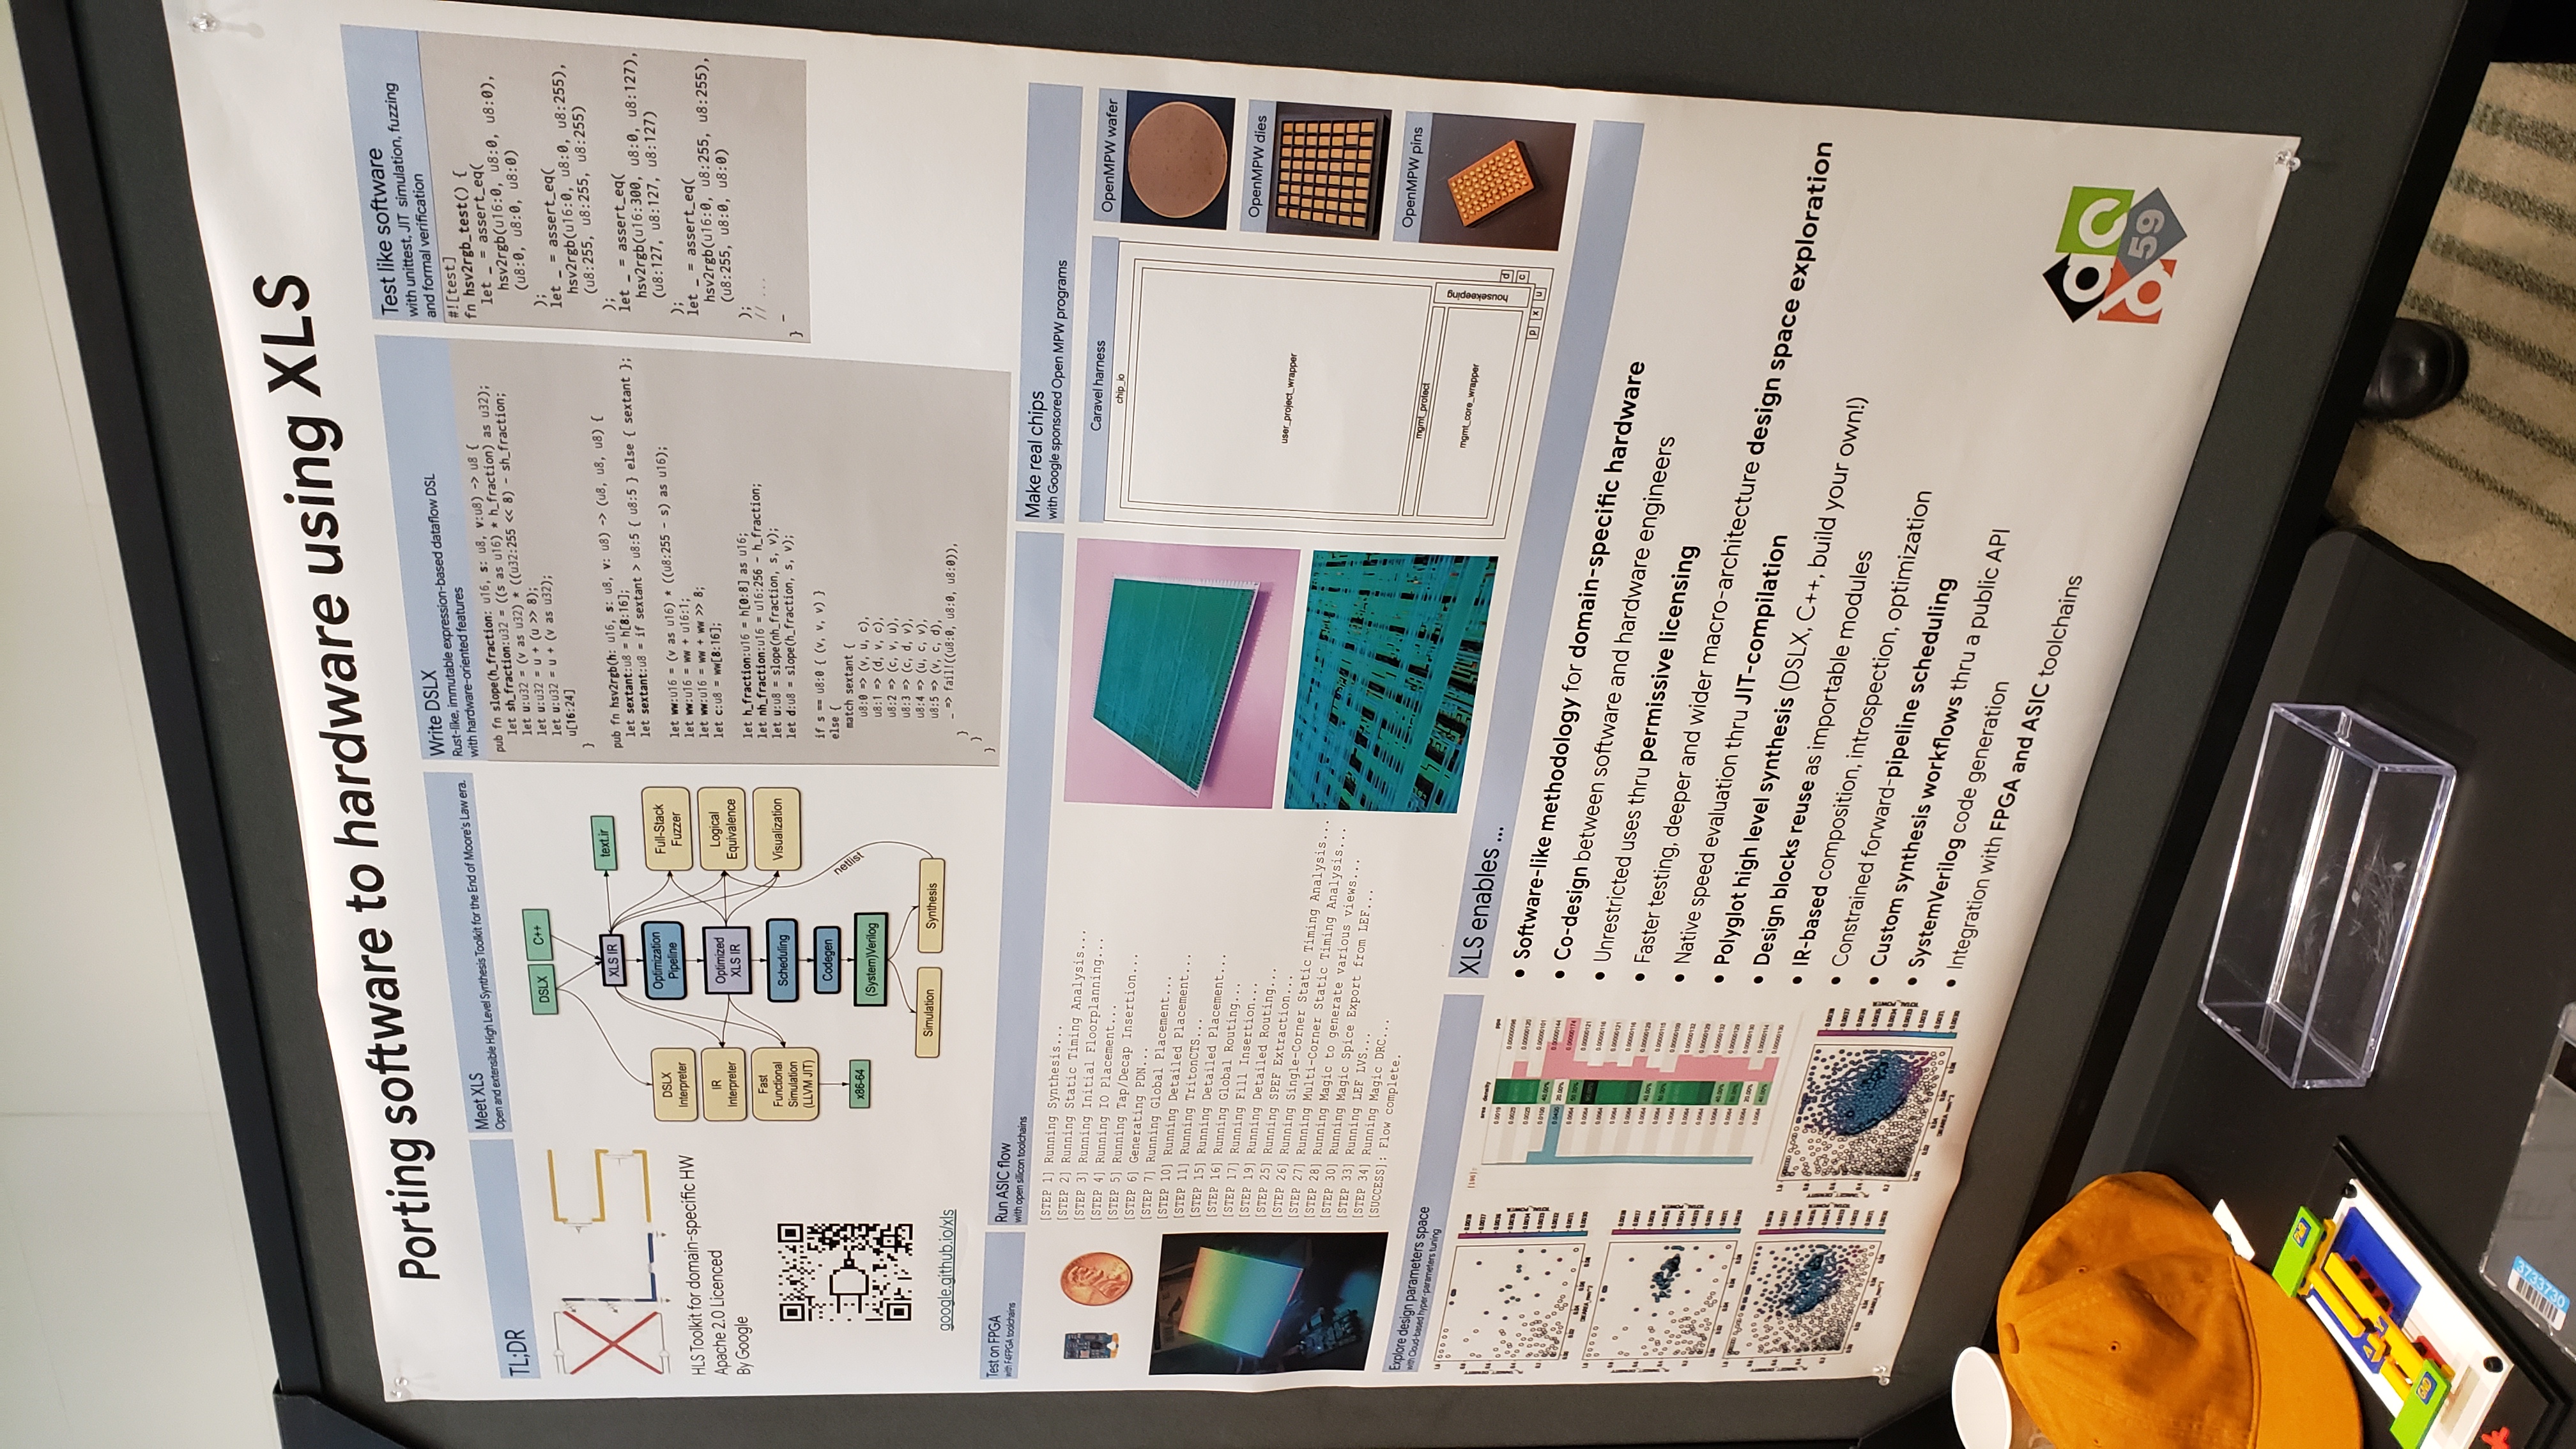 Porting software to hardware using XLS
TL;DR
HLS Toolkit for domain-specific HW
Apache 2.0 Licenced
By Google
google.github.io/xls
Meet XLS
Open and extensible High Level Synthesis Toolkit for the End of Moore's Law era.
DSLX
C++
XLS IR
text.ir
DSLX
Interpreter
Optimization
Pipeline
Full-Stack
Fuzzer
IR
Interpreter
Optimized
XLS IR
Logical
Equivalence
Fast
Functional
Simulation
(LLVM JIT)
Scheduling
Visualization
Codegen
x86-64
(System)Verilog
netlist
Simulation
Synthesis
Write DSLX
Rust-like, immutable expression-based dataflow DSL
with hardware-oriented features
pub fn slope(h_fraction: u16, s: u8, v:u8) -> u8 {
let sh_fraction:u32 = ((s as u16) * h_fraction) as u32);
let u:u32 = (v as u32) * ((u32:255 << 8) - sh_fraction;
let u:u32 = u + (u >> 8);
let u:u32 = u + (v as u32);
u[16:24]
}
pub fn hsv2rgb(h: u16, s: u8, v: u8) -> (u8, u8, u8) {
let sextant:u8 = h[8:16];
let sextant:u8 = if sextant > u8:5 { u8:5 } else { sextant };
let ww:u16 = (v as u16) * ((u8:255 - s) as u16);
let ww:u16 = ww + u16:1;
let ww:u16 = ww + ww >> 8;
let c:u8 = ww[8:16];
let h_fraction:u16 = h[0:8] as u16;
let nh_fraction:u16 = u16:256 - h_fraction;
let u:u8 = slope(nh_fraction, s, v);
let d:u8 = slope(h_fraction, s, v);
if s == u8:0 { (v, v, v) }
else {
match sextant {
u8:0 => (v, u, c),
u8:1 => (d, v, c),
u8:2 => (c, v, u),
u8:3 => (c, d, v),
u8:4 => (u, c, v),
u8:5 => (v, c, d),
_ => fail!((u8:0, u8:0, u8:0)),
}
}
}
Test like software
with unittest, JIT simulation, fuzzing
and formal verification
#![test]
fn hsv2rgb_test() {
let _ = assert_eq(
hsv2rgb(u16:0, u8:0, u8:0),
(u8:0, u8:0, u8:0)
);
let _ = assert_eq(
hsv2rgb(u16:0, u8:0, u8:255),
(u8:255, u8:255, u8:255)
);
let _ = assert_eq(
hsv2rgb(u16:300, u8:0, u8:127),
(u8:127, u8:127, u8:127)
);
let _ = assert_eq(
hsv2rgb(u16:0, u8:255, u8:255),
(u8:255, u8:0, u8:0)
);
// ...
_
}
Test on FPGA
with F4FPGA toolchains
Run ASIC flow
with open silicon toolchains
[STEP 1] Running Synthesis...
[STEP 2] Running Static Timing Analysis...
[STEP 3] Running Initial Floorplanning...
[STEP 4] Running IO Placement...
[STEP 5] Running Tap/Decap Insertion...
[STEP 6] Generating PDN...
[STEP 7] Running Global Placement...
[STEP 10] Running Detailed Placement...
[STEP 11] Running TritonCTS...
[STEP 15] Running Detailed Placement...
[STEP 16] Running Global Routing...
[STEP 17] Running Fill Insertion...
[STEP 19] Running Detailed Routing...
[STEP 25] Running SPEF Extraction...
[STEP 26] Running Single-Corner Static Timing Analysis...
[STEP 27] Running Multi-Corner Static Timing Analysis...
[STEP 28] Running Magic to generate various views...
[STEP 30] Running Magic Spice Export from LEF...
[STEP 33] Running LEF LVS...
[STEP 34] Running Magic DRC...
[SUCCESS]: Flow complete.
Make real chips
with Google sponsored Open MPW programs
Caravel harness
chip_io
user_project_wrapper
mgmt_protect
mgmt_core_wrapper
housekeeping
d
c
p x u
OpenMPW wafer
OpenMPW dies
OpenMPW pins
Explore design parameters space
with Cloud-based hyper-parameters tuning
area density
XLS enables ...
• Software-like methodology for domain-specific hardware
• Co-design between software and hardware engineers
• Unrestricted uses thru permissive licensing
• Faster testing, deeper and wider macro-architecture design space exploration
• Native speed evaluation thru JIT-compilation
• Polyglot high level synthesis (DSLX, C++, build your own!)
• Design blocks reuse as importable modules
• IR-based composition, introspection, optimization
• Constrained forward-pipeline scheduling
• Custom synthesis workflows thru a public API
• SystemVerilog code generation
• Integration with FPGA and ASIC toolchains
dac
59
3733730